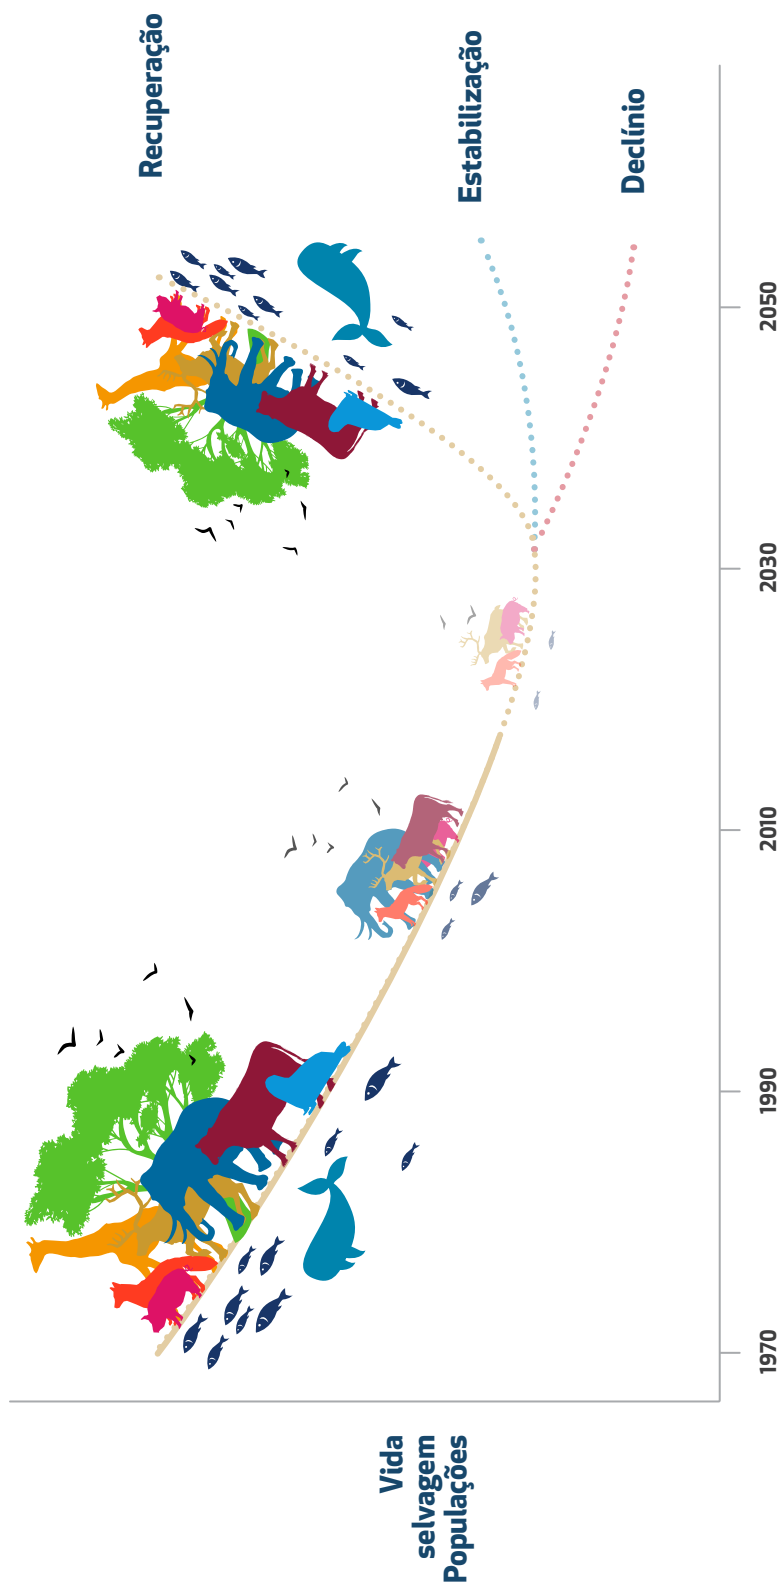 Vida
selvagem
Populações
Recuperação
Estabilização
Declínio
1970
1990
2010
2030
2050